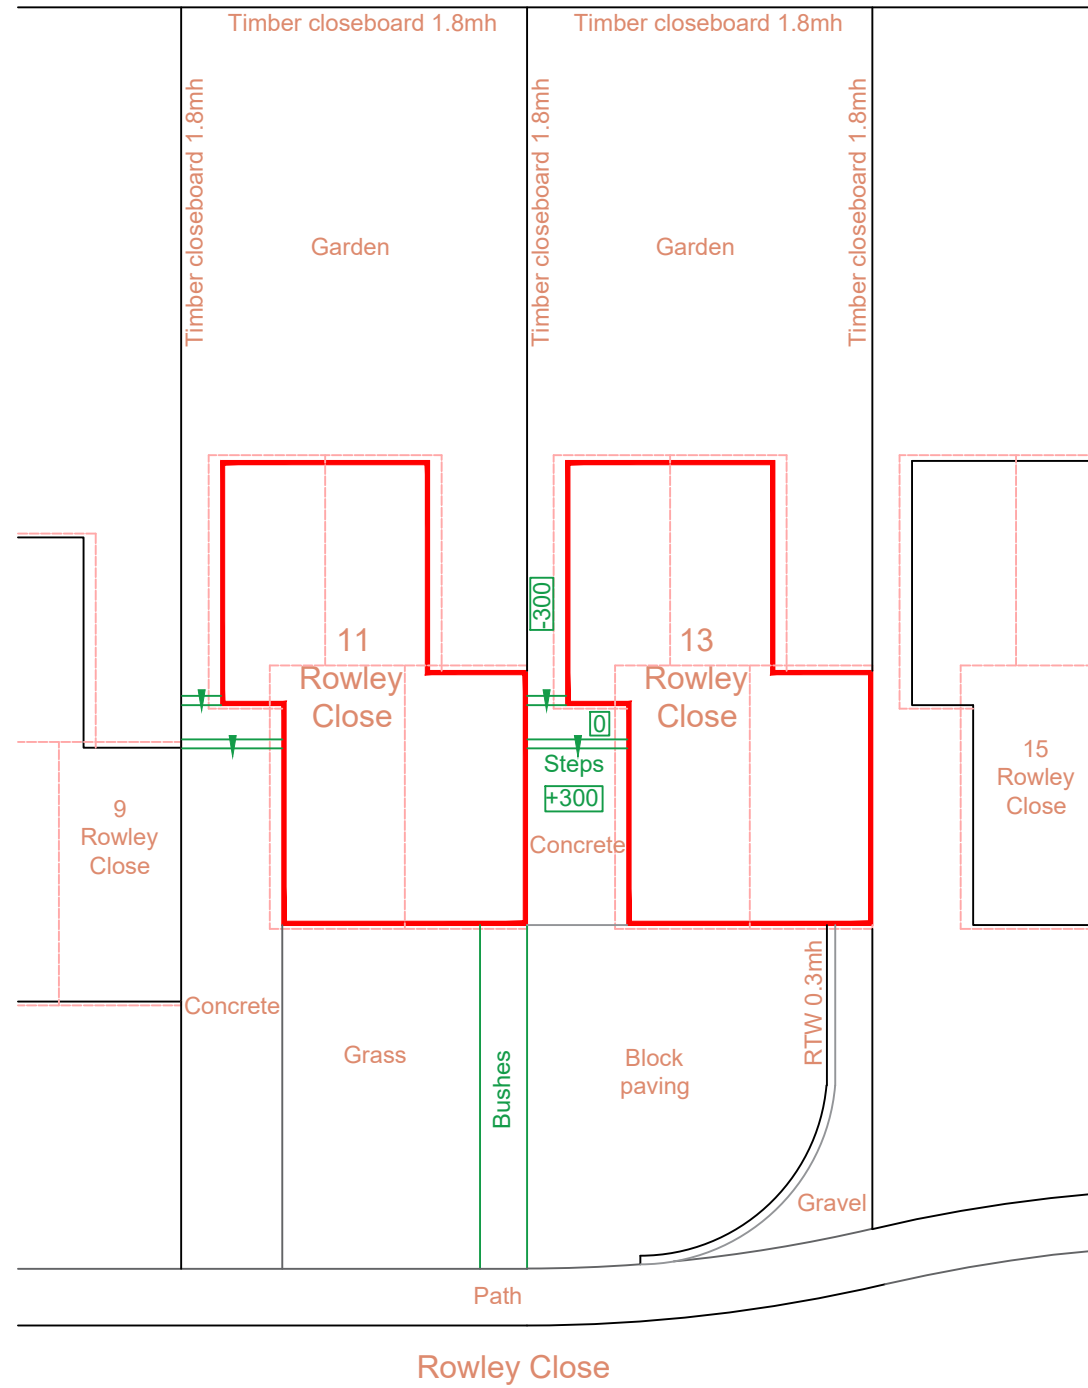 Timber closeboard 1.8mh
Timber closeboard 1.8mh
Timber closeboard 1.8mh
Timber closeboard 1.8mh
Timber closeboard 1.8mh
Garden
Garden
-300
11
Rowley
Close
13
Rowley
Close
0
Steps
+300
Concrete
15
Rowley
Close
9
Rowley
Close
Concrete
Grass
Bushes
Block
paving
RTW 0.3mh
Gravel
Path
Rowley Close